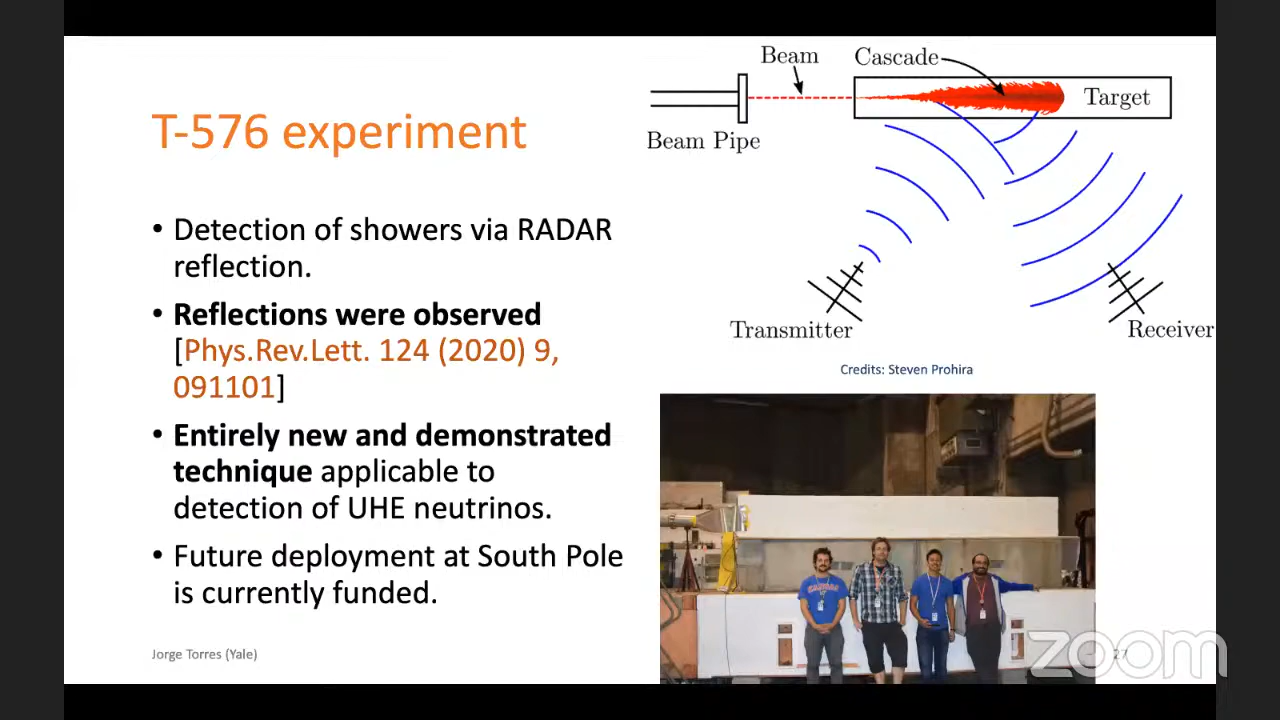 T-576 experiment
• Detection of showers via RADAR
reflection.
• Reflections were observed
[Phys.Rev.Lett. 124 (2020) 9,
091101]
• Entirely new and demonstrated
technique applicable to
detection of UHE neutrinos.
• Future deployment at South Pole
is currently funded.
Jorge Torres (Yale)
Beam
Cascade
Target
Beam Pipe
Transmitter
Receiver
Credits: Steven Prohira
27
zoom